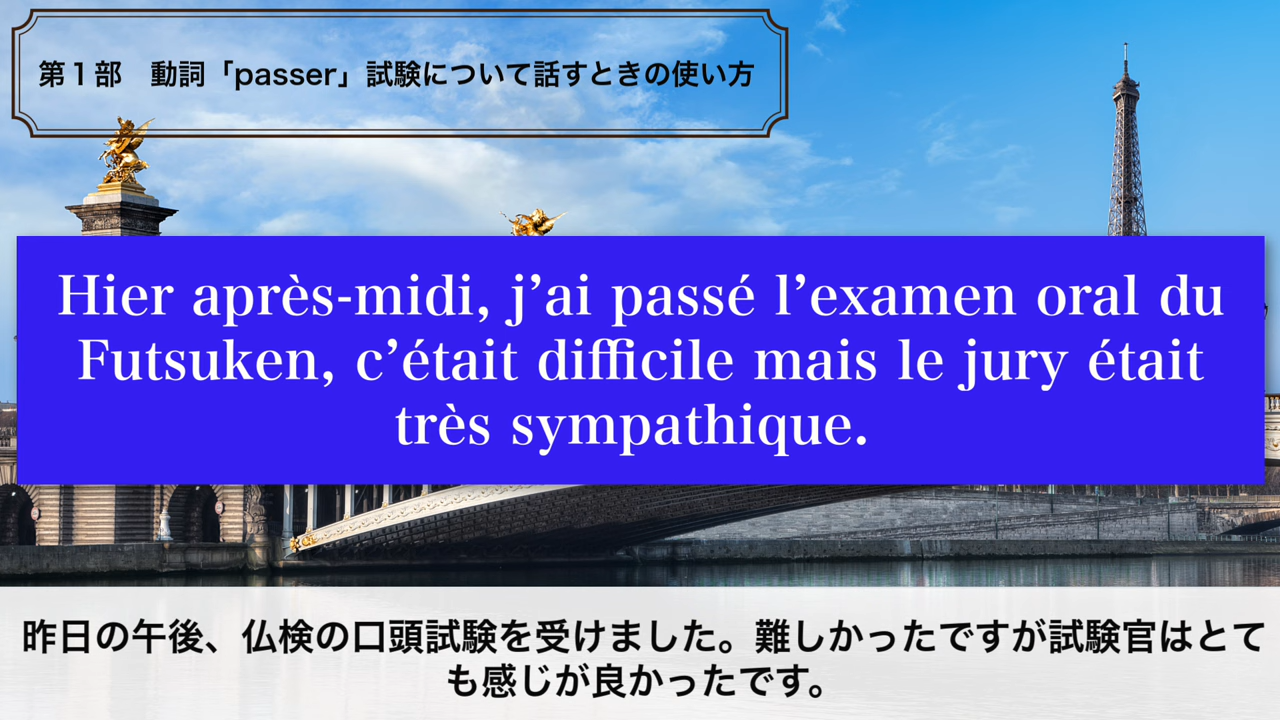 第１部　動詞「passer」試験について話すときの使い方
Hier après-midi, j’ai passé l’examen oral du
Futsuken, c’était difficile mais le jury était
très sympathique.
昨日の午後、仏検の口頭試験を受けました。難しかったですが試験官はとて
も感じが良かったです。